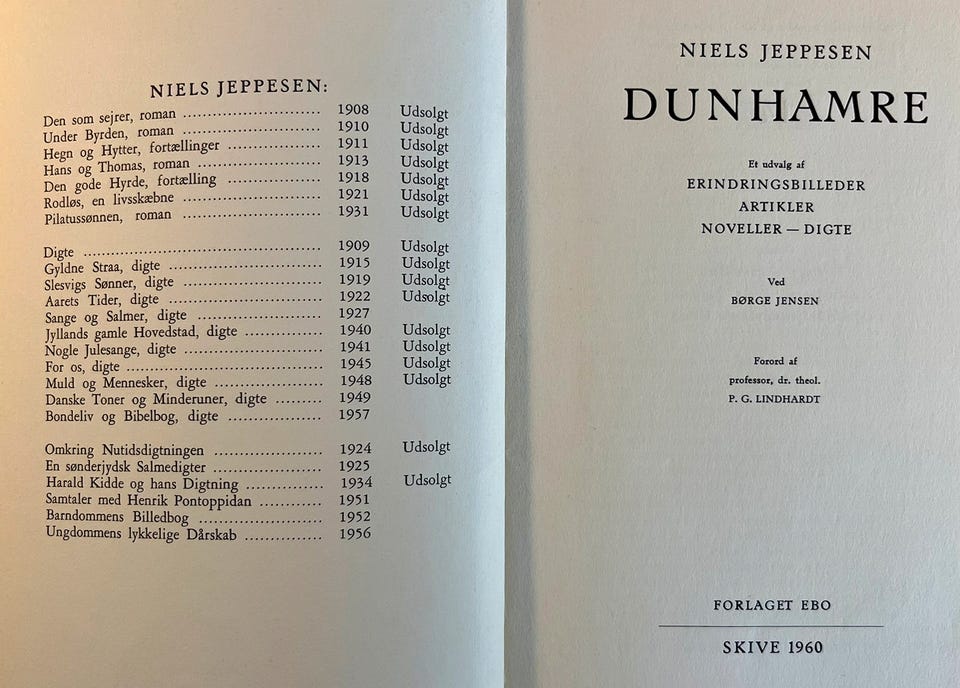 NIELS JEPPESEN:
Den som sejrer, roman ........................... 1908 Udsolgt
Under Byrden, roman ........................... 1910 Udsolgt
Hegn og Hytter, fortællinger .................. 1911 Udsolgt
Hans og Thomas, roman ........................ 1913 Udsolgt
Den gode Hyrde, fortælling .................. 1918 Udsolgt
Rodløs, en livsskæbne ........................ 1921 Udsolgt
Pilatussønnen, roman ........................... 1931 Udsolgt
Digte ................................................ 1909 Udsolgt
Gyldne Straa, digte .............................. 1915 Udsolgt
Slesvigs Sønner, digte ........................... 1919 Udsolgt
Aarets Tider, digte .............................. 1922 Udsolgt
Sange og Salmer, digte ........................ 1927
Jyllands gamle Hovedstad, digte ............... 1940 Udsolgt
Nogle Julesange, digte ........................... 1941 Udsolgt
For os, digte ....................................... 1945 Udsolgt
Muld og Mennesker, digte ..................... 1948 Udsolgt
Danske Toner og Minderuner, digte ......... 1949
Bondeliv og Bibelbog, digte .................. 1957
Omkring Nutidsdigtningen ..................... 1924 Udsolgt
En sønderjydsk Salmedigter ..................... 1925
Harald Kidde og hans Digtning ............... 1934 Udsolgt
Samtaler med Henrik Pontoppidan ............ 1951
Barndommens Billedbog ........................ 1952
Ungdommens lykkelige Dårskab ............... 1956
NIELS JEPPESEN
DUNHAMRE
Et udvalg af
ERINDRINGSBILLEDER
ARTIKLER
NOVELLER — DIGTE
Ved
BØRGE JENSEN
Forord af
professor, dr. theol.
P. G. LINDHARDT
FORLAGET EBO
SKIVE 1960